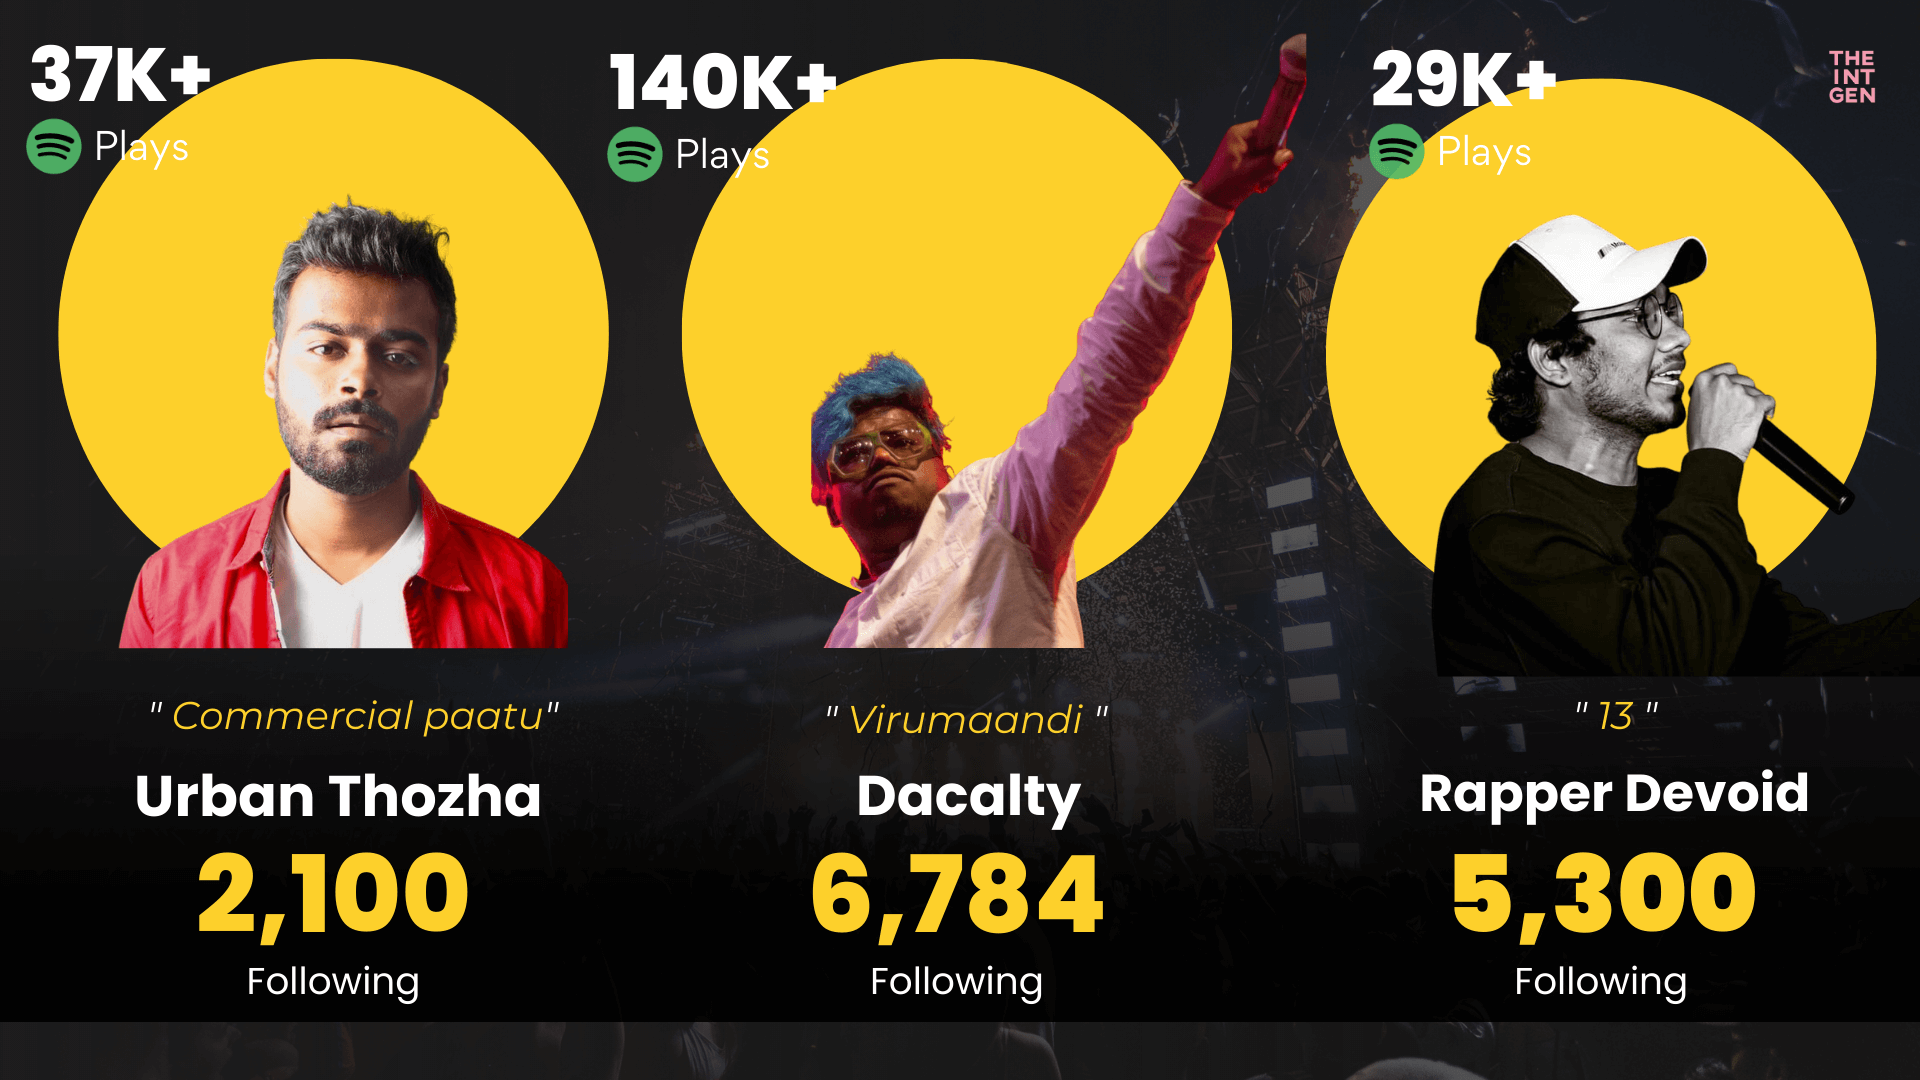 37K+
Plays
140K+
Plays
29K+
Plays
THE
INT
GEN
" Commercial paatu"
Urban Thozha
2,100
Following
" Virumaandi "
Dacalty
6,784
Following
" 13 "
Rapper Devoid
5,300
Following